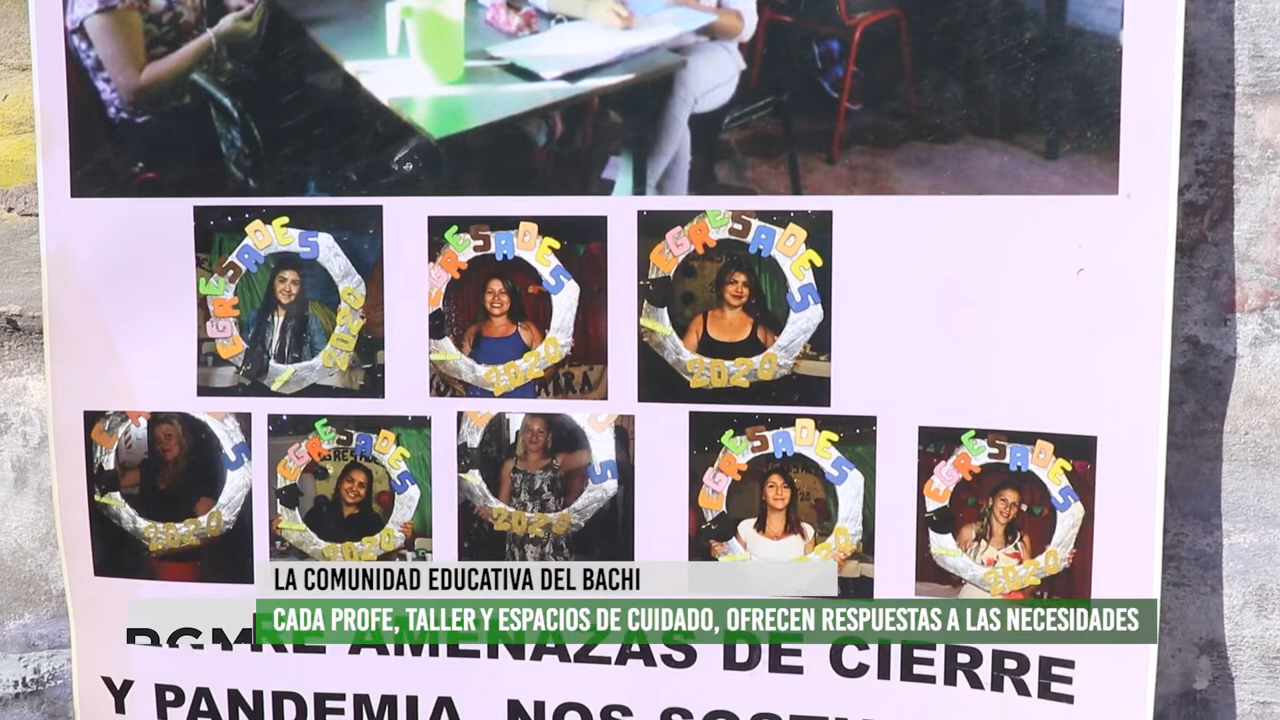 EGRESADES
2020
EGRESADES
2020
EGRESADES
2020
2020
EGRESADES
2020
2020
EGRESADES
EGRESADES
2020
LA COMUNIDAD EDUCATIVA DEL BACHI
CADA PROFE, TALLER Y ESPACIOS DE CUIDADO, OFRECEN RESPUESTAS A LAS NECESIDADES
AMENAZAS DE CIERRE
Y PANDEMIA, NOS